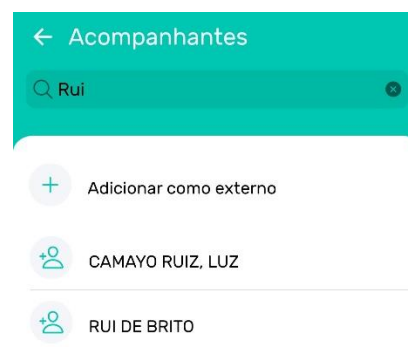 Acompanhantes
Rui
Adicionar como externo
CAMAYO RUIZ, LUZ
RUI DE BRITO